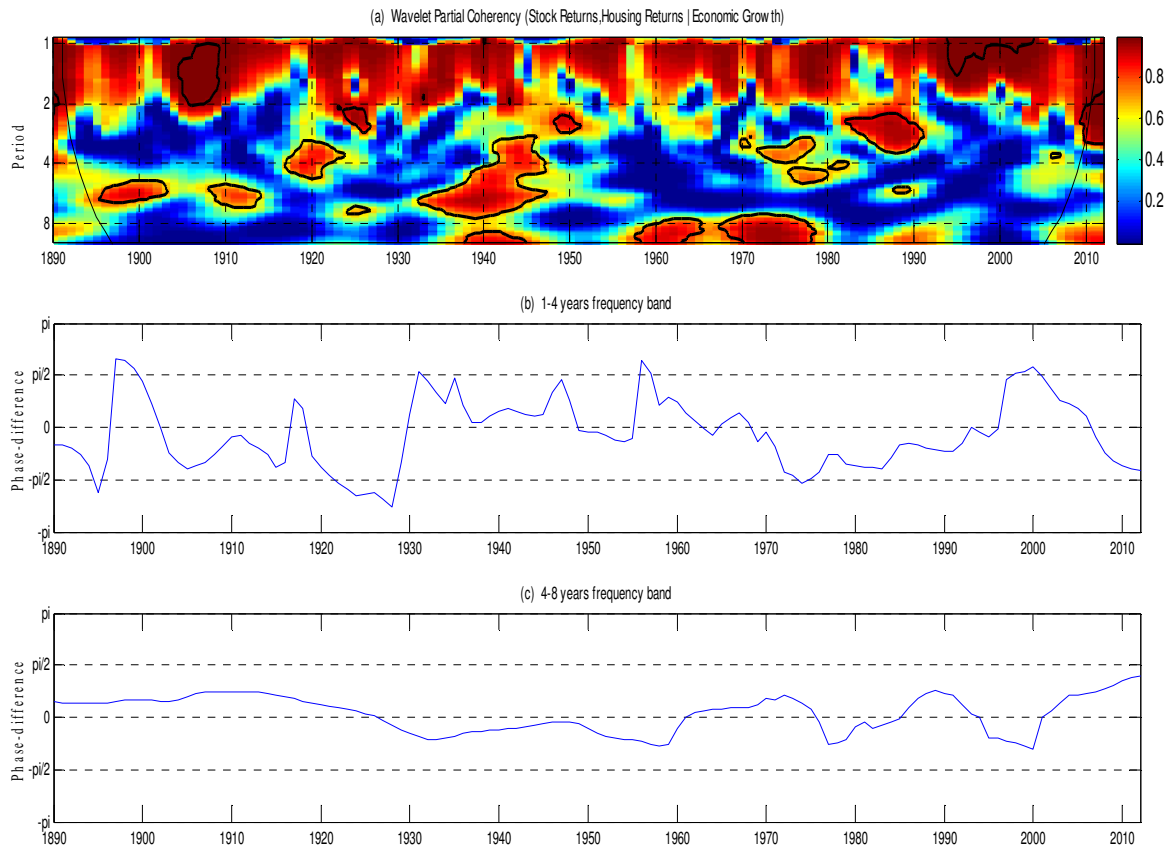 (a) Wavelet Partial Coherency (Stock Returns,Housing Returns | Economic Growth)
Period
1
2
4
8
1890 1900 1910 1920 1930 1940 1950 1960 1970 1980 1990 2000 2010
0.8
0.6
0.4
0.2
(b) 1-4 years frequency band
Phase-difference
pi
pi/2
0
-pi/2
-pi
1890 1900 1910 1920 1930 1940 1950 1960 1970 1980 1990 2000 2010
(c) 4-8 years frequency band
Phase-difference
pi
pi/2
0
-pi/2
-pi
1890 1900 1910 1920 1930 1940 1950 1960 1970 1980 1990 2000 2010